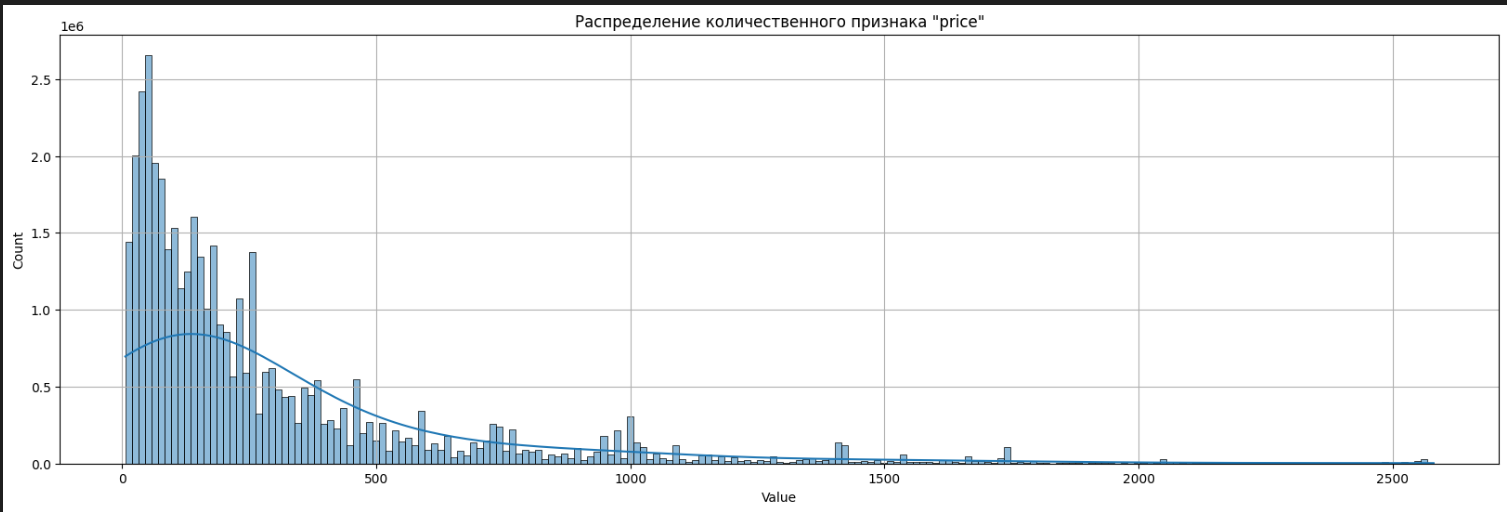 Распределение количественного признака "price"
1e6
2.5
2.0
1.5
1.0
0.5
0.0
Count
0 500 1000 1500 2000 2500
Value